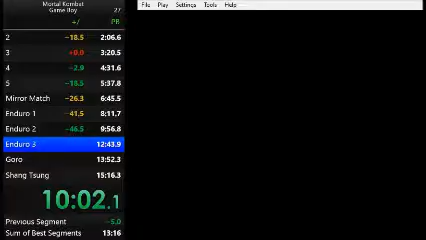 Mortal Kombat
Game Boy 27
+/- PB
2 −18.5 2:06.6
3 +0.0 3:20.5
4 −2.9 4:31.6
5 −18.5 5:37.8
Mirror Match −26.3 6:45.5
Enduro 1 −41.5 8:11.7
Enduro 2 −46.5 9:56.8
Enduro 3 12:43.9
Goro 13:52.3
Shang Tsung 15:16.3
10:02.1
Previous Segment −5.0
Sum of Best Segments 13:16
File Play Settings Tools Help